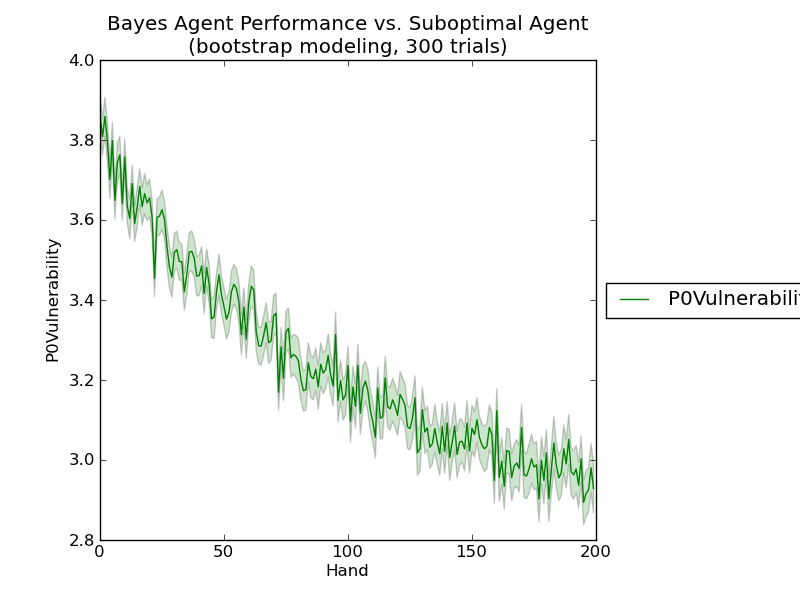 Bayes Agent Performance vs. Suboptimal Agent
(bootstrap modeling, 300 trials)
4.0
3.8
3.6
3.4
3.2
3.0
2.8
P0Vulnerability
0 50 100 150 200
Hand
P0Vulnerabili